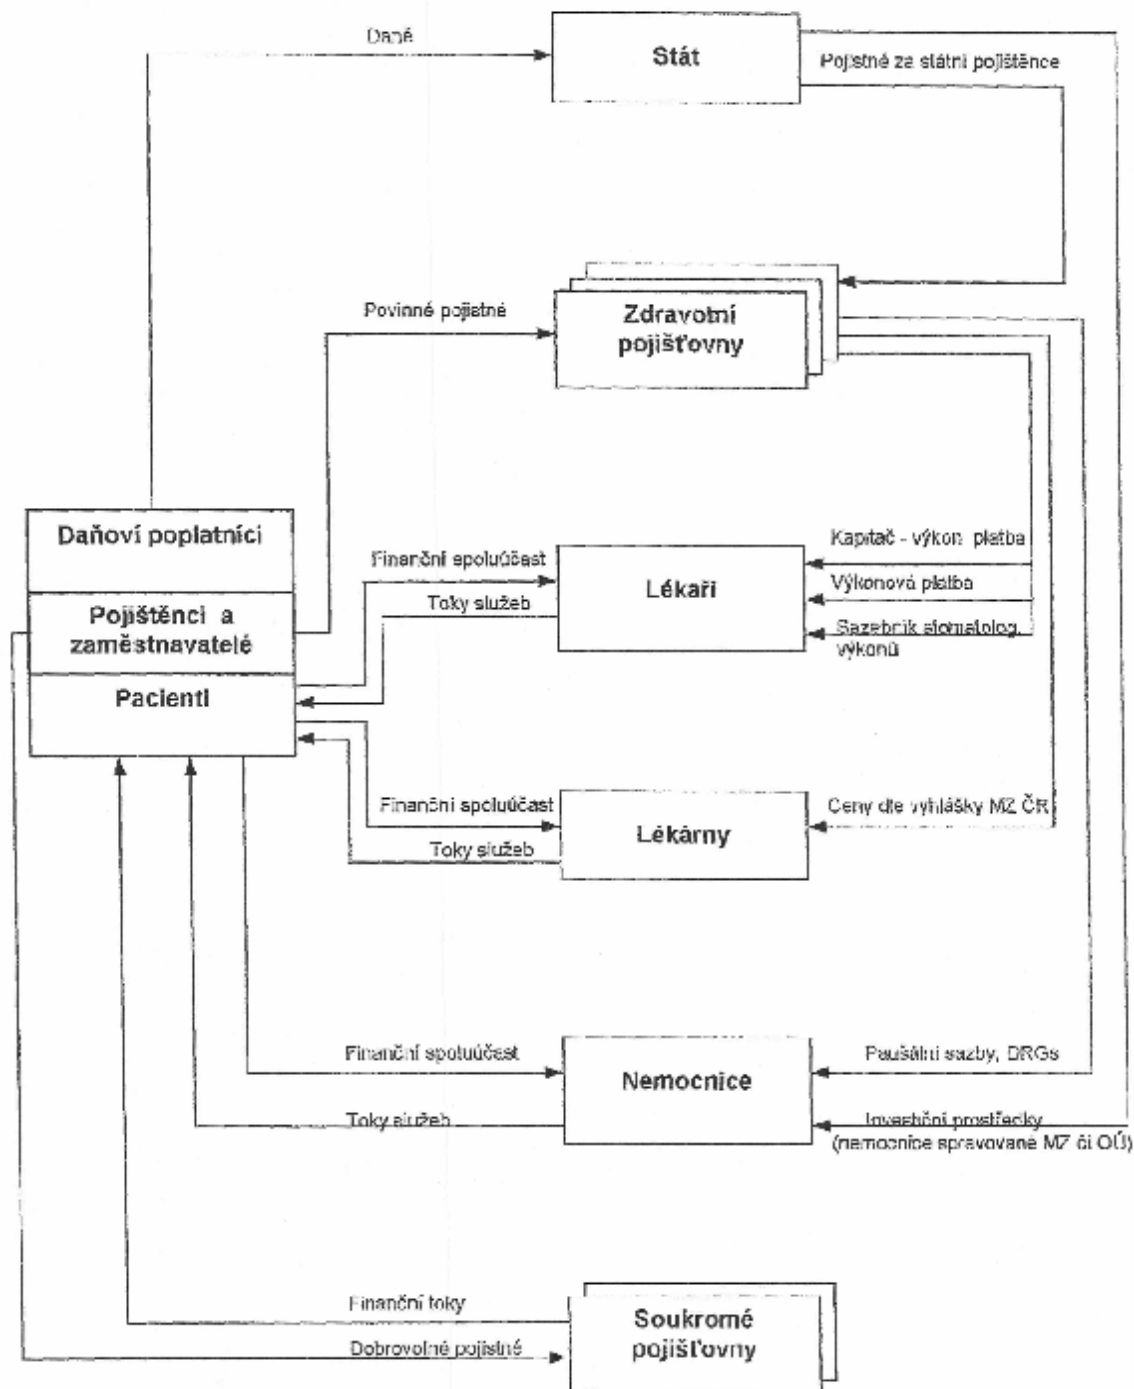 Daně
Stát
Pojistné za státní pojištěnce
Povinné pojistné
Zdravotní
pojišťovny
Daňoví poplatníci
Pojištěnci a
zaměstnavatelé
Pacienti
Finanční spoluúčast
Toky služeb
Lékaři
Kapitač - výkon platba
Výkonová platba
Sazebník stomatolog.
výkonů
Finanční spoluúčast
Toky služeb
Lékárny
Ceny dle vyhlášky MZ ČR
Finanční spoluúčast
Toky služeb
Nemocnice
Paušální sazby, DRGs
Investiční prostředky
(nemocnice spravované MZ či OÚ)
Finanční toky
Dobrovolné pojistné
Soukromé
pojišťovny